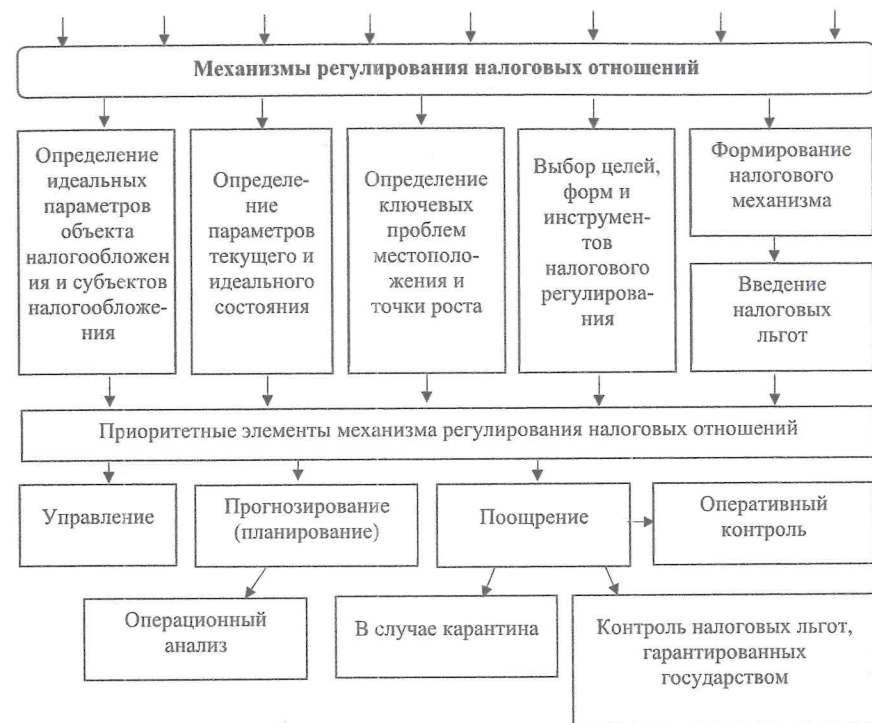 Механизмы регулирования налоговых отношений
Определение
идеальных
параметров
объекта
налогообложен
ия и субъектов
налогообложе-
ния
Определе-
ние
параметров
текущего и
идеального
состояния
Определение
ключевых
проблем
местополо-
жения и
точки роста
Выбор целей,
форм и
инструмен-
тов
налогового
регулирова-
ния
Формирование
налогового
механизма
Введение
налоговых
льгот
Приоритетные элементы механизма регулирования налоговых отношений
Управление
Прогнозирование
(планирование)
Поощрение
Оперативный
контроль
Операционный
анализ
В случае карантина
Контроль налоговых льгот,
гарантированных
государством